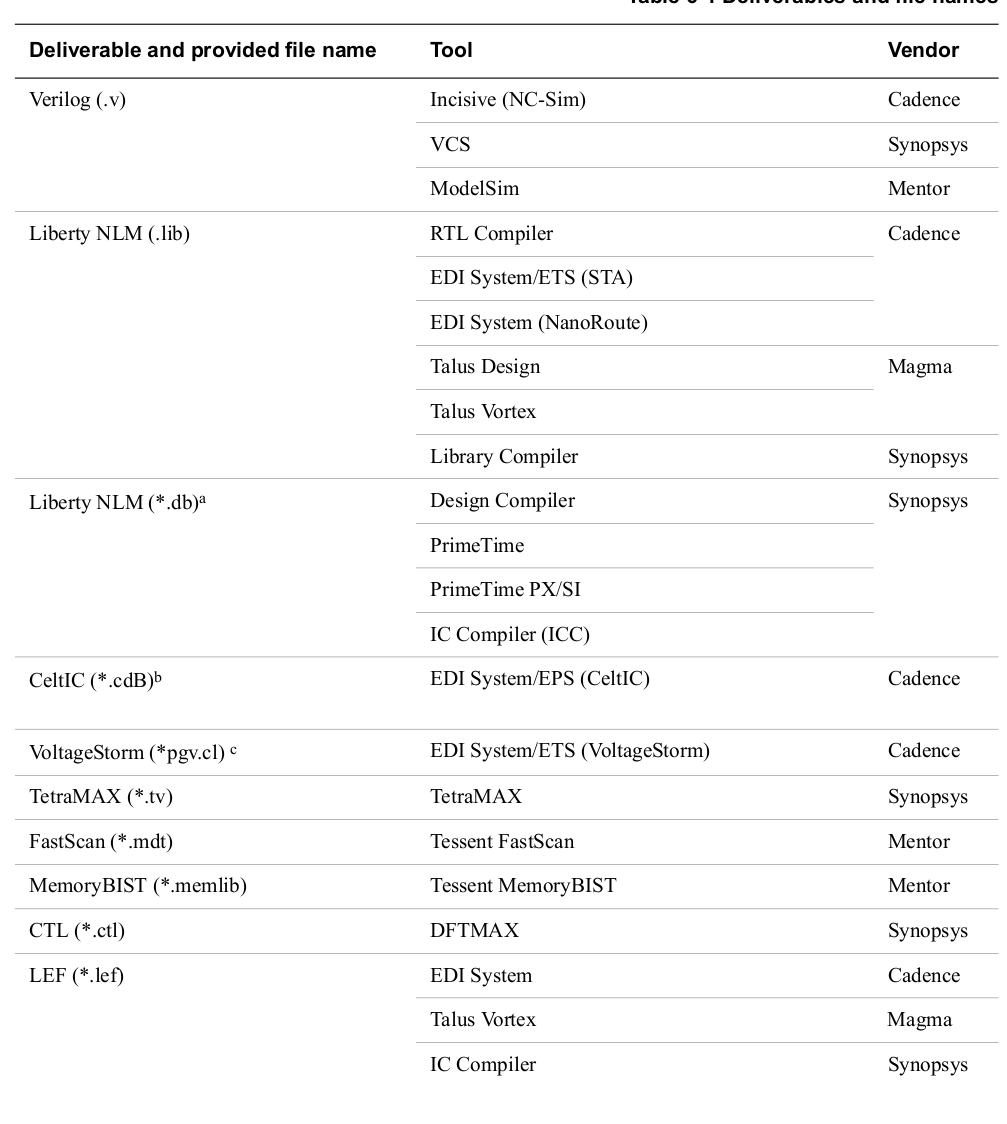 Table 6-1 Deliverables and file names
Deliverable and provided file name Tool Vendor
Verilog (.v) Incisive (NC-Sim) Cadence
VCS Synopsys
ModelSim Mentor
Liberty NLM (.lib) RTL Compiler Cadence
EDI System/ETS (STA)
EDI System (NanoRoute)
Talus Design Magma
Talus Vortex
Library Compiler Synopsys
Liberty NLM (*.db)a Design Compiler Synopsys
PrimeTime
PrimeTime PX/SI
IC Compiler (ICC)
CeltIC (*.cdB)b EDI System/EPS (CeltIC) Cadence
VoltageStorm (*pgv.cl) c EDI System/ETS (VoltageStorm) Cadence
TetraMAX (*.tv) TetraMAX Synopsys
FastScan (*.mdt) Tessent FastScan Mentor
MemoryBIST (*.memlib) Tessent MemoryBIST Mentor
CTL (*.ctl) DFTMAX Synopsys
LEF (*.lef) EDI System Cadence
Talus Vortex Magma
IC Compiler Synopsys